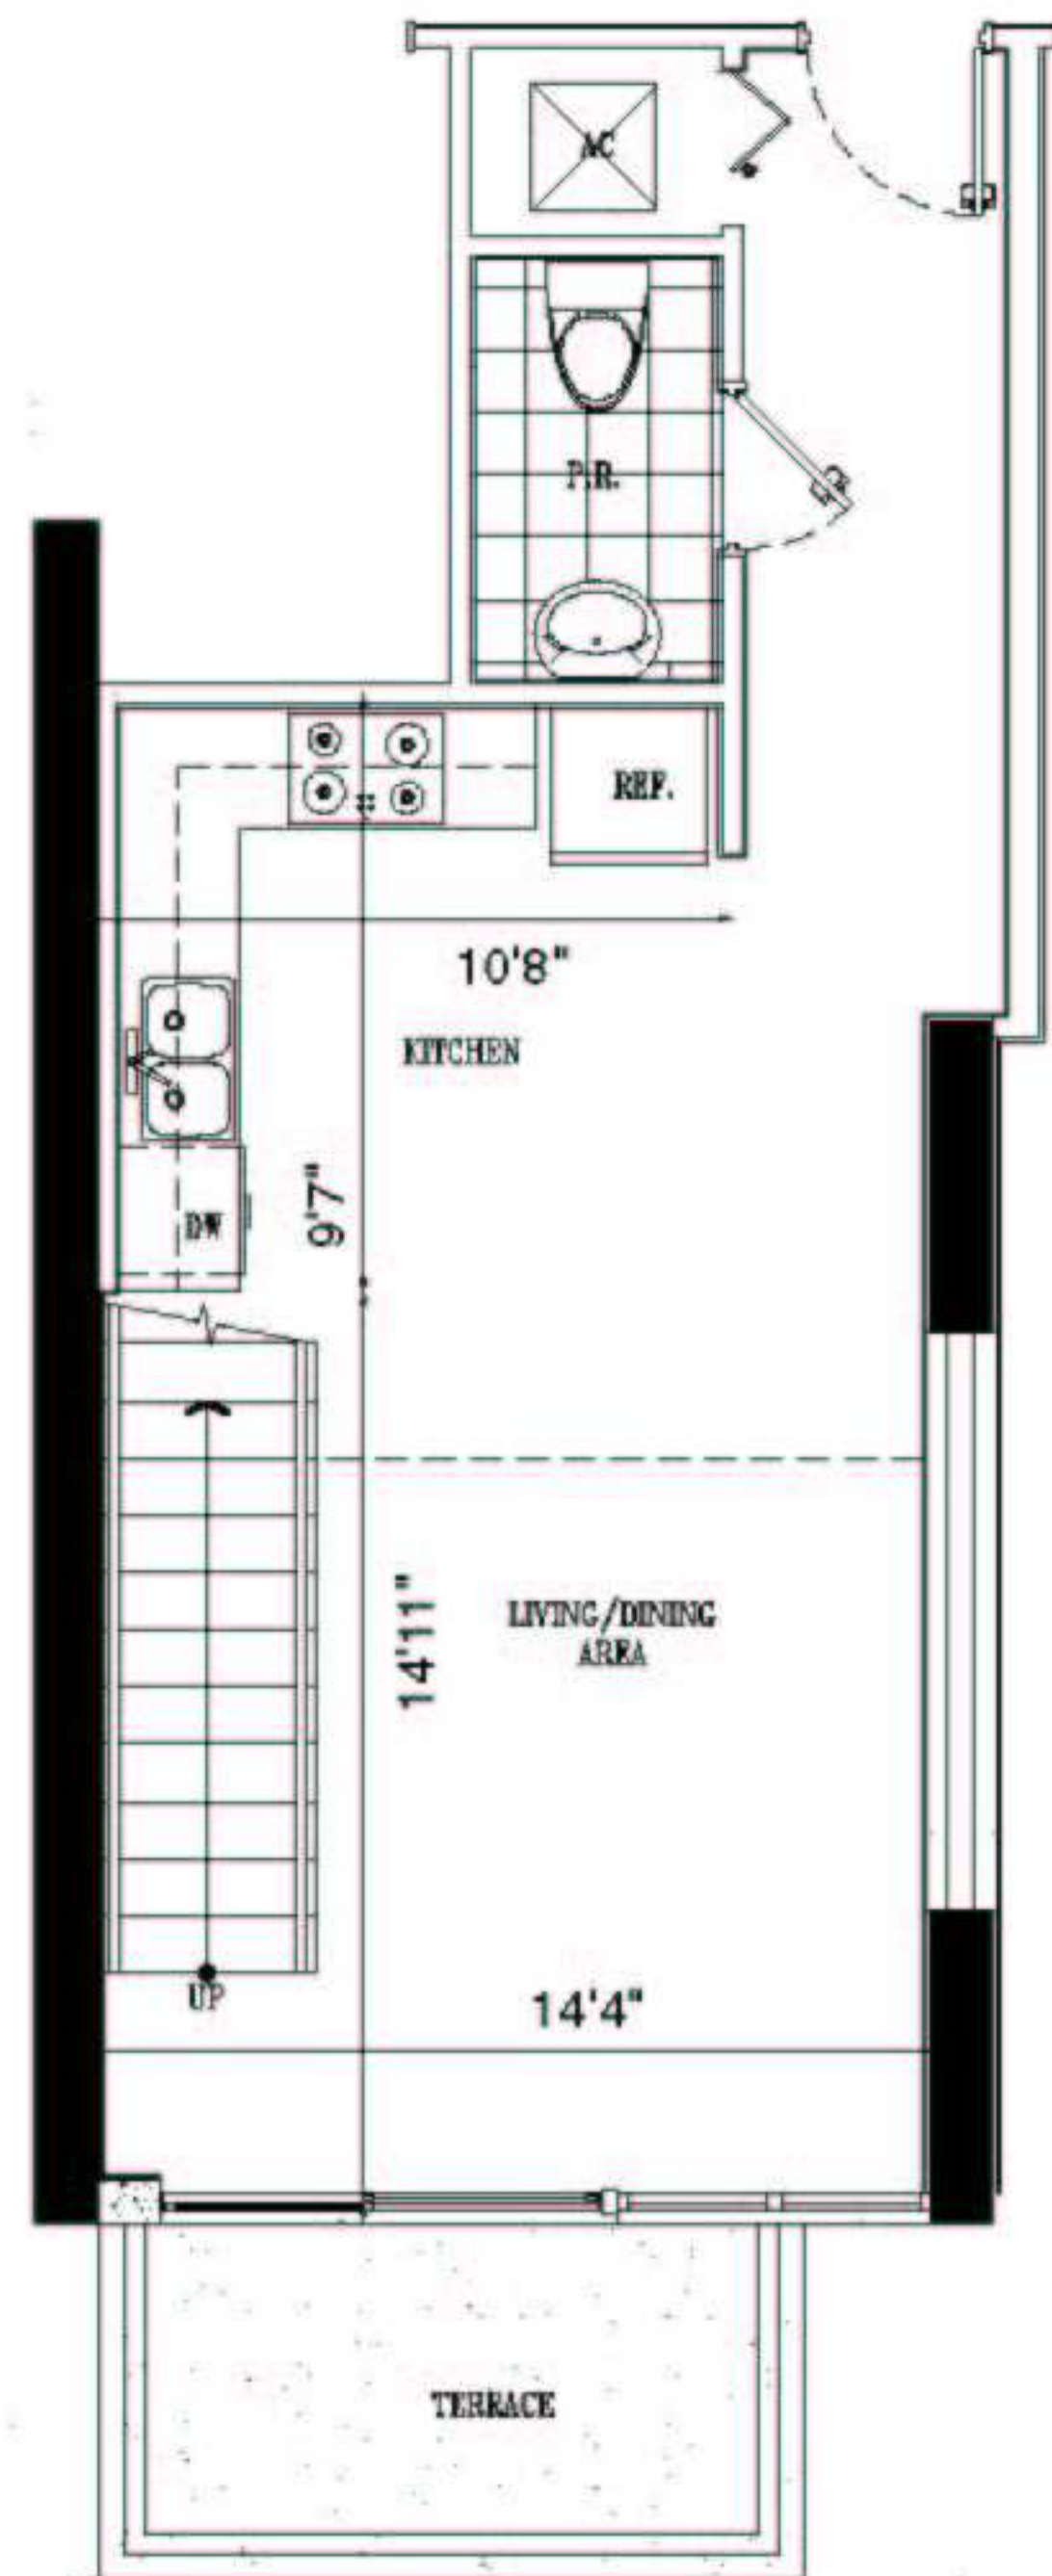 AC
P.R.
REF.
10'8"
KITCHEN
9'7"
DW
14'11"
LIVING/DINING
AREA
UP
14'4"
TERRACE